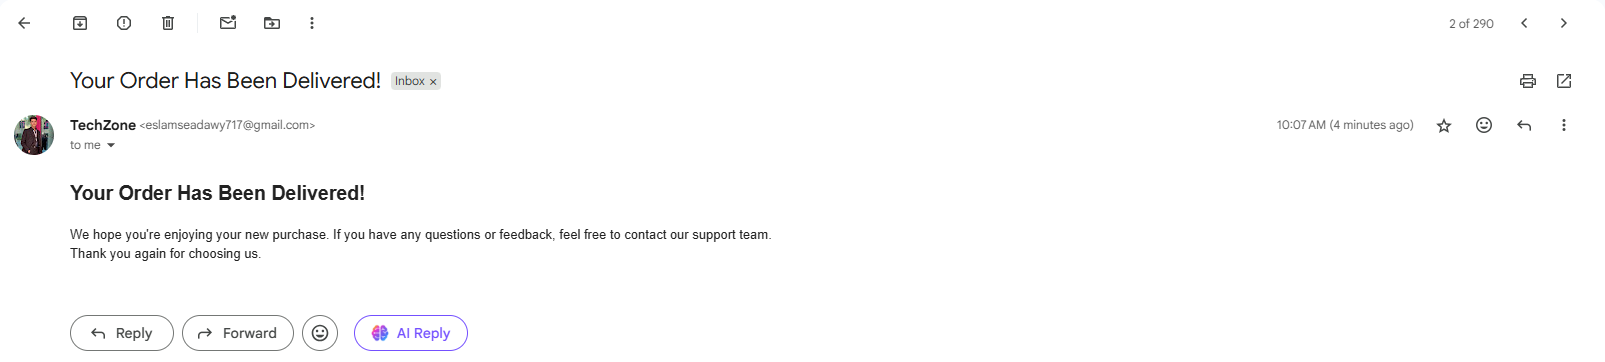 2 of 290
Your Order Has Been Delivered! Inbox ×
TechZone <eslamseadawy717@gmail.com> 10:07 AM (4 minutes ago)
to me
Your Order Has Been Delivered!
We hope you're enjoying your new purchase. If you have any questions or feedback, feel free to contact our support team.
Thank you again for choosing us.
Reply Forward AI Reply